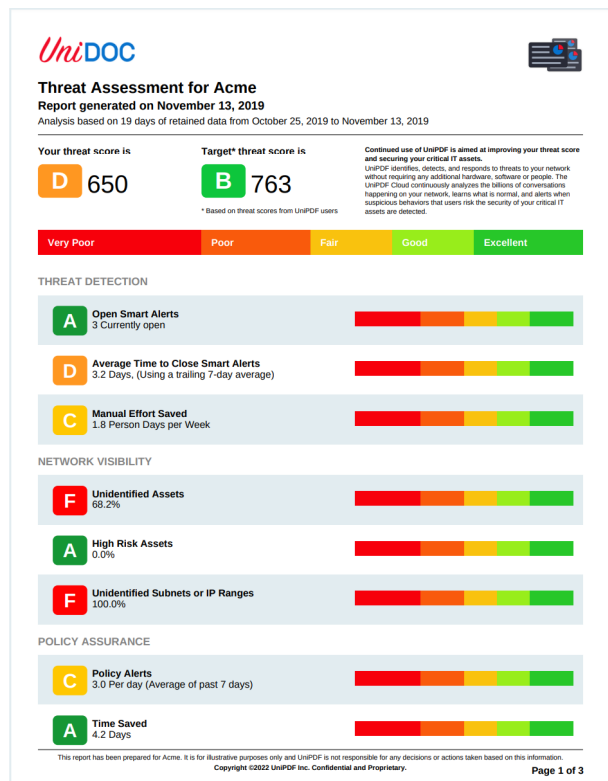 UniDOC
Threat Assessment for Acme
Report generated on November 13, 2019
Analysis based on 19 days of retained data from October 25, 2019 to November 13, 2019
Your threat score is
D 650
Target* threat score is
B 763
* Based on threat scores from UniPDF users
Continued use of UniPDF is aimed at improving your threat score
and securing your critical IT assets.
UniPDF identifies, detects, and responds to threats to your network
without requiring any additional hardware, software or people. The
UniPDF Cloud continuously analyzes the billions of conversations
happening on your network, learns what is normal, and alerts when
suspicious behaviors that users risk the security of your critical IT
assets are detected.
Very Poor Poor Fair Good Excellent
THREAT DETECTION
A
Open Smart Alerts
3 Currently open
D
Average Time to Close Smart Alerts
3.2 Days, (Using a trailing 7-day average)
C
Manual Effort Saved
1.8 Person Days per Week
NETWORK VISIBILITY
F
Unidentified Assets
68.2%
A
High Risk Assets
0.0%
F
Unidentified Subnets or IP Ranges
100.0%
POLICY ASSURANCE
C
Policy Alerts
3.0 Per day (Average of past 7 days)
A
Time Saved
4.2 Days
This report has been prepared for Acme. It is for illustrative purposes only and UniPDF is not responsible for any decisions or actions taken based on this information.
Copyright ©2022 UniPDF Inc. Confidential and Proprietary.
Page 1 of 3